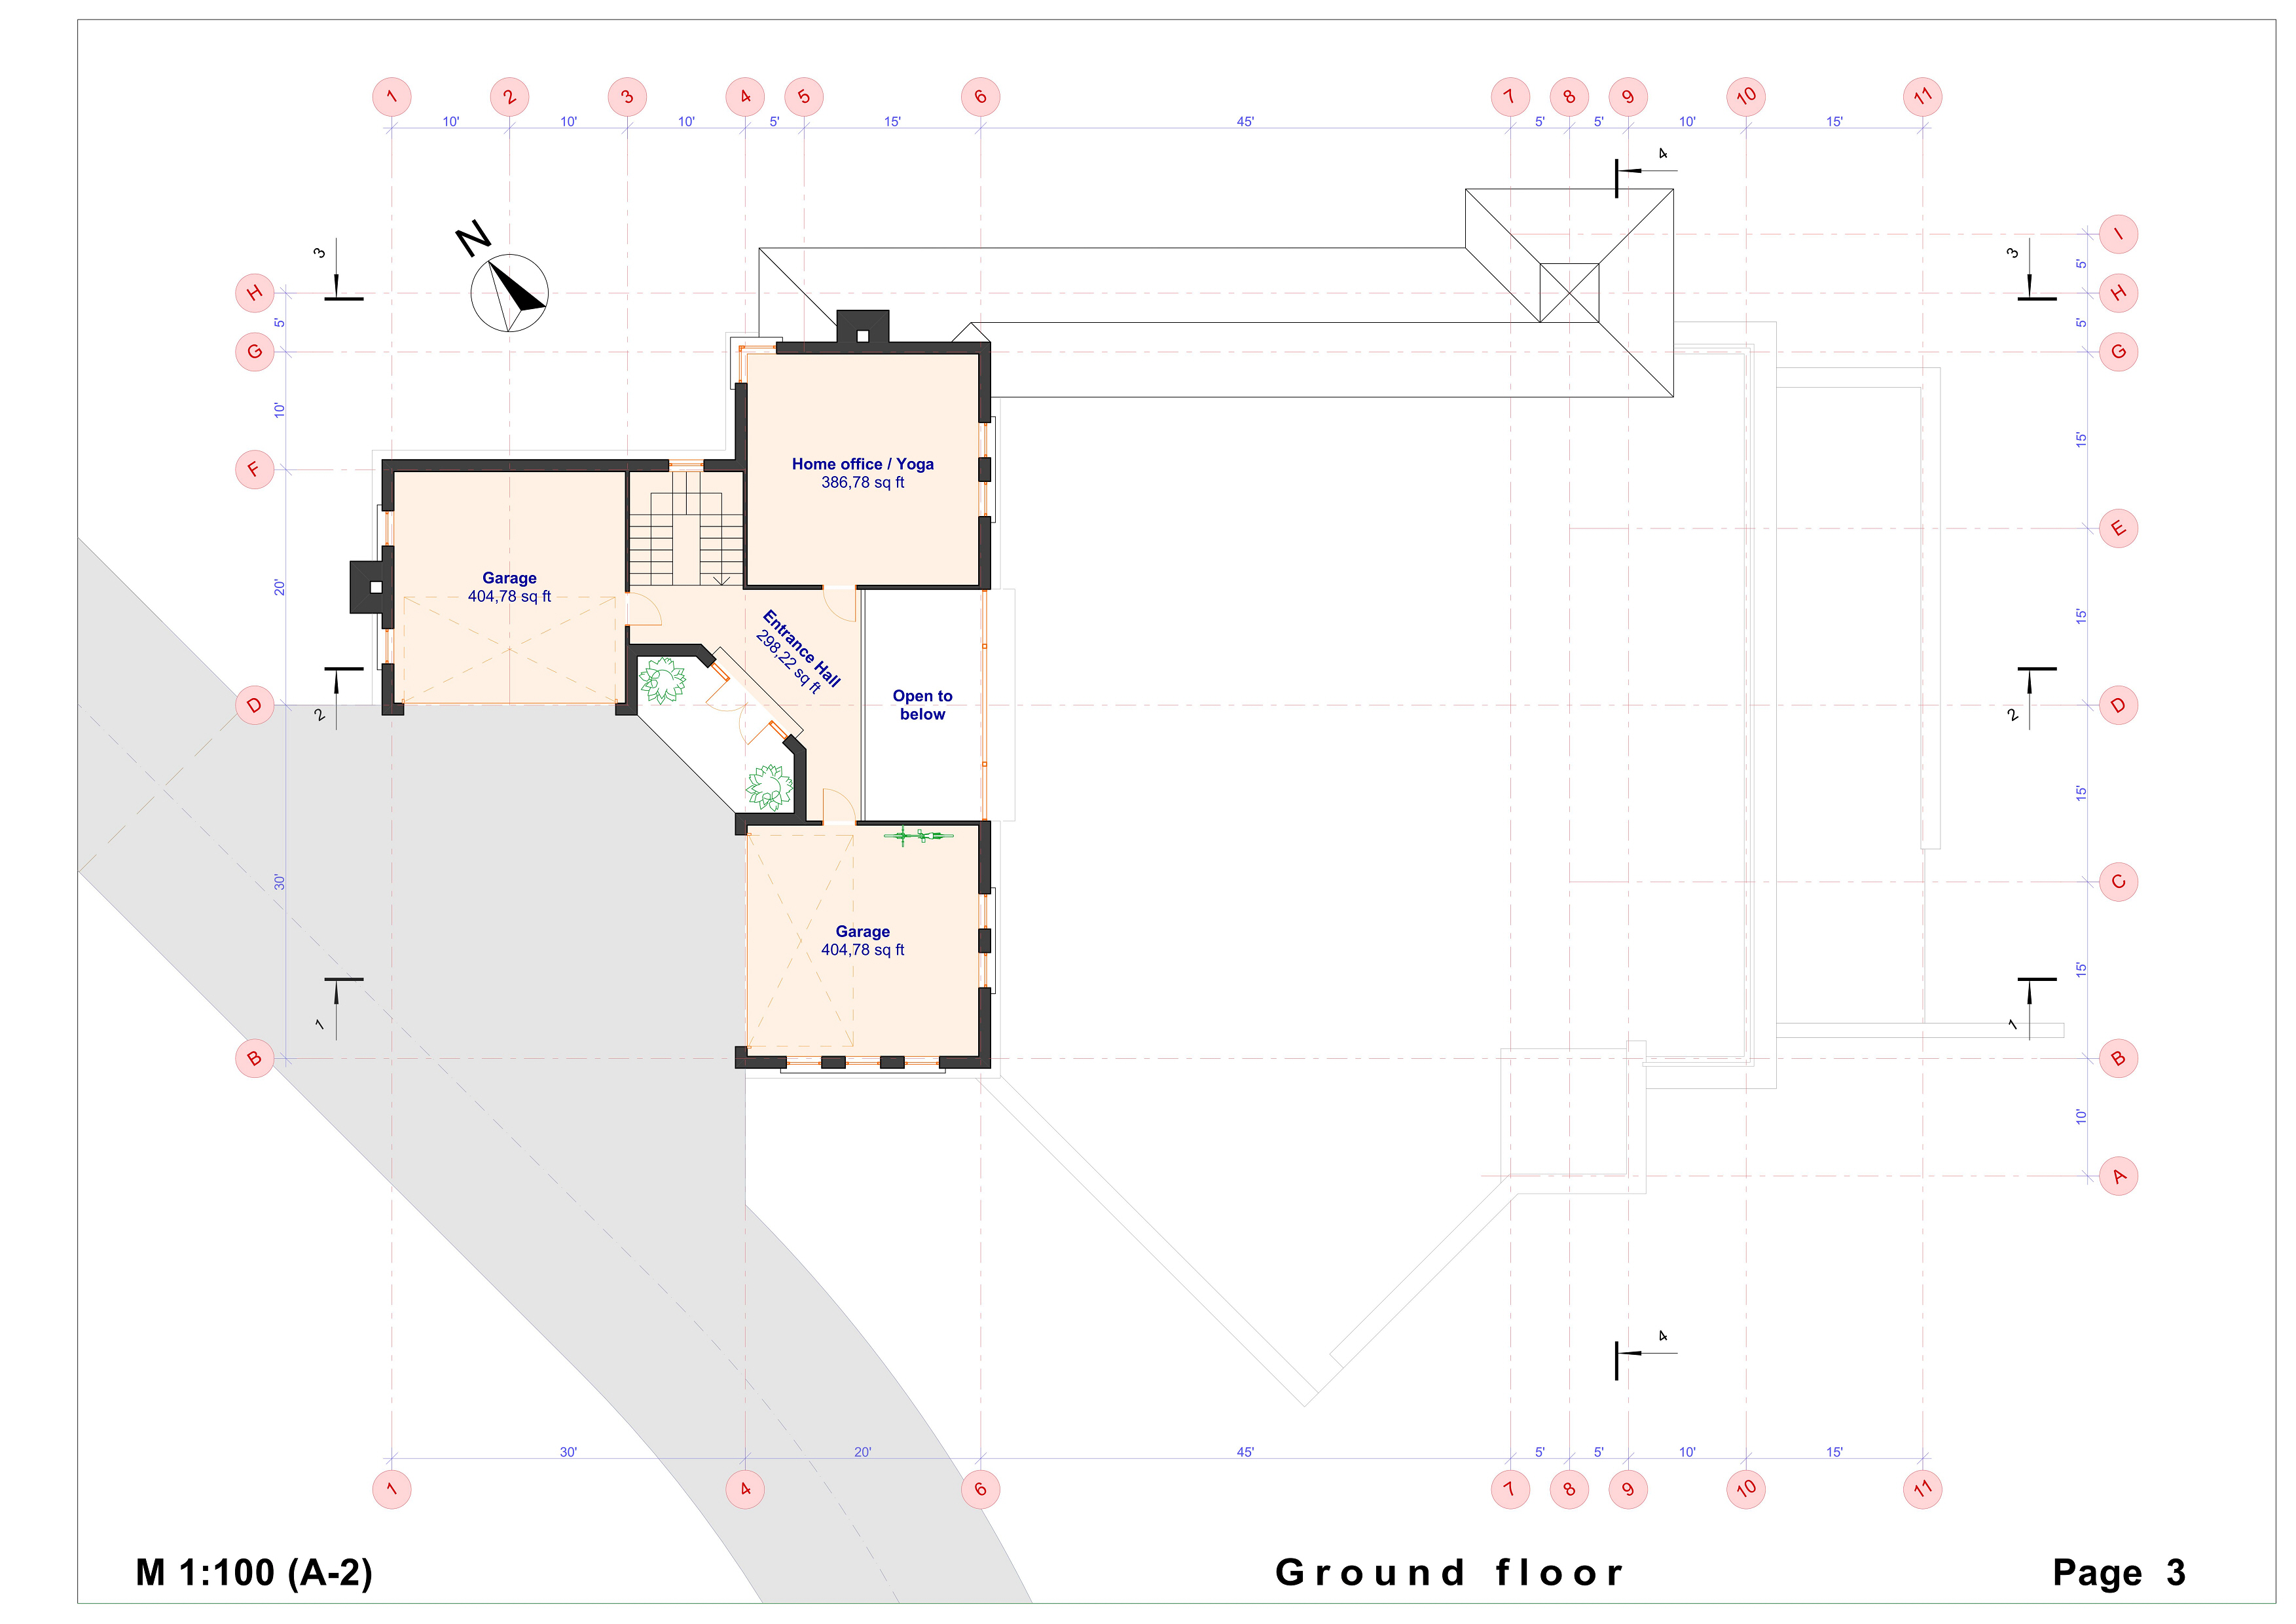 1 2 3 4 5 6 7 8 9 10 11
10' 10' 10' 5' 15' 45' 5' 5' 10' 15'
4
N
I
3 3
5' 
H H
5' 5'
G G
10' 15'
F
Home office / Yoga
386,78 sq ft
E
Garage
404,78 sq ft
20' 15'
Entrance Hall
298,22 sq ft
Open to
below
D D
2 2
15'
30'
C
Garage
404,78 sq ft
15'
1 1
B B
10'
A
4
30' 20' 45' 5' 5' 10' 15'
1 4 6 7 8 9 10 11
M 1:100 (A-2) Ground floor Page 3